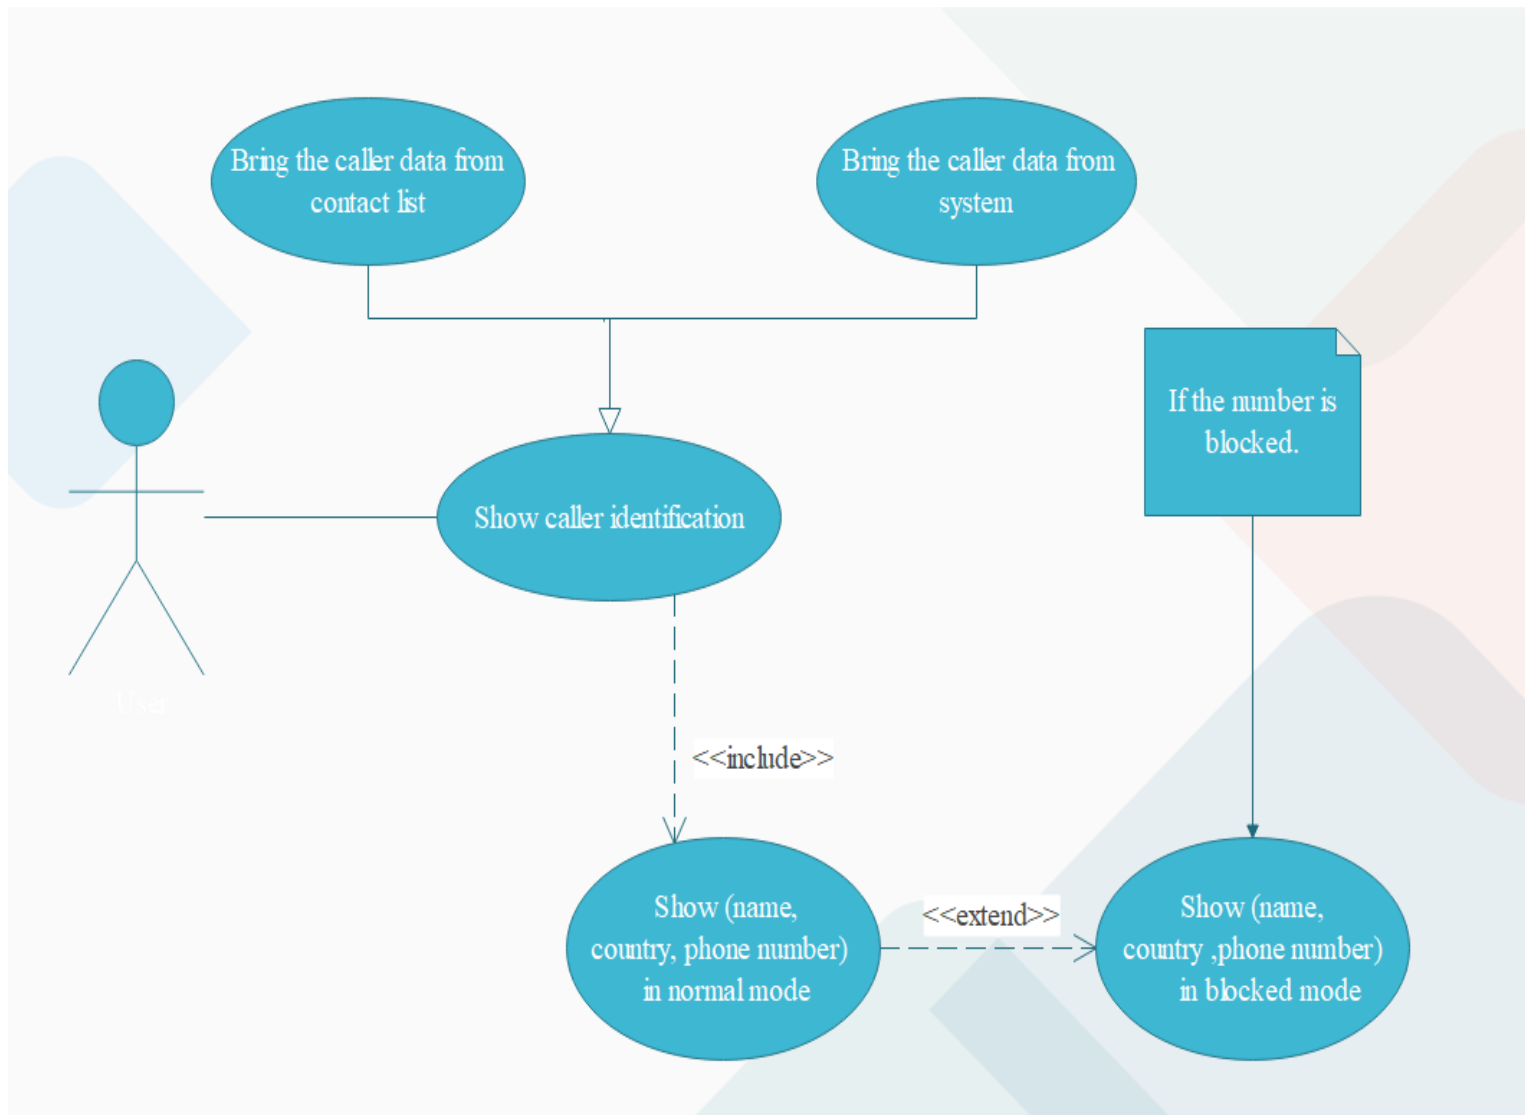 Bring the caller data from
contact list
Bring the caller data from
system
If the number is
blocked.
Show caller identification
User
<<include>>
<<extend>>
Show (name,
country, phone number)
in normal mode
Show (name,
country ,phone number)
in blocked mode